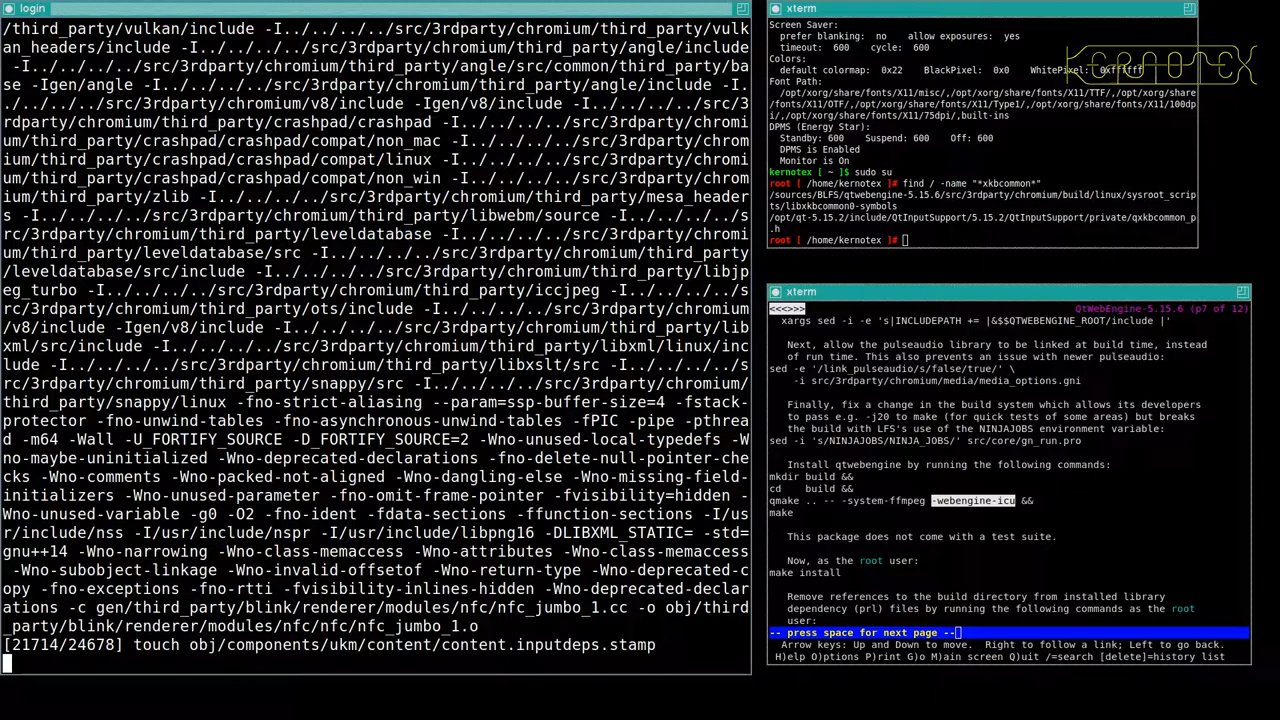 login
/third_party/vulkan/include -I../../../../src/3rdparty/chromium/third_party/vulk
an_headers/include -I../../../../src/3rdparty/chromium/third_party/angle/include
 -I../../../../src/3rdparty/chromium/third_party/angle/src/common/third_party/ba
se -Igen/angle -I../../../../src/3rdparty/chromium/third_party/angle/include -I.
./../../../src/3rdparty/chromium/v8/include -Igen/v8/include -I../../../../src/3
rdparty/chromium/third_party/crashpad/crashpad -I../../../../src/3rdparty/chromi
um/third_party/crashpad/crashpad/compat/non_mac -I../../../../src/3rdparty/chrom
ium/third_party/crashpad/crashpad/compat/linux -I../../../../src/3rdparty/chromi
um/third_party/crashpad/crashpad/compat/non_win -I../../../../src/3rdparty/chrom
ium/third_party/zlib -I../../../../src/3rdparty/chromium/third_party/mesa_header
s -I../../../../src/3rdparty/chromium/third_party/libwebm/source -I../../../../s
rc/3rdparty/chromium/third_party/leveldatabase -I../../../../src/3rdparty/chromi
um/third_party/leveldatabase/src -I../../../../src/3rdparty/chromium/third_party
/leveldatabase/src/include -I../../../../src/3rdparty/chromium/third_party/libjp
eg_turbo -I../../../../src/3rdparty/chromium/third_party/iccjpeg -I../../../../s
rc/3rdparty/chromium/third_party/ots/include -I../../../../src/3rdparty/chromium
/v8/include -Igen/v8/include -I../../../../src/3rdparty/chromium/third_party/lib
xml/src/include -I../../../../src/3rdparty/chromium/third_party/libxml/linux/inc
lude -I../../../../src/3rdparty/chromium/third_party/libxslt/src -I../../../../s
rc/3rdparty/chromium/third_party/snappy/src -I../../../../src/3rdparty/chromium/
third_party/snappy/linux -fno-strict-aliasing --param=ssp-buffer-size=4 -fstack-
protector -fno-unwind-tables -fno-asynchronous-unwind-tables -fPIC -pipe -pthrea
d -m64 -Wall -U_FORTIFY_SOURCE -D_FORTIFY_SOURCE=2 -Wno-unused-local-typedefs -W
no-maybe-uninitialized -Wno-deprecated-declarations -fno-delete-null-pointer-che
cks -Wno-comments -Wno-packed-not-aligned -Wno-dangling-else -Wno-missing-field-
initializers -Wno-unused-parameter -fno-omit-frame-pointer -fvisibility=hidden -
Wno-unused-variable -g0 -O2 -fno-ident -fdata-sections -ffunction-sections -I/us
r/include/nss -I/usr/include/nspr -I/usr/include/libpng16 -DLIBXML_STATIC= -std=
gnu++14 -Wno-narrowing -Wno-class-memaccess -Wno-attributes -Wno-class-memaccess
 -Wno-subobject-linkage -Wno-invalid-offsetof -Wno-return-type -Wno-deprecated-c
opy -fno-exceptions -fno-rtti -fvisibility-inlines-hidden -Wno-deprecated-declar
ations -c gen/third_party/blink/renderer/modules/nfc/nfc_jumbo_1.cc -o obj/third
_party/blink/renderer/modules/nfc/nfc_jumbo_1.o
[21714/24678] touch obj/components/ukm/content/content.inputdeps.stamp
xterm
Screen Saver:
  prefer blanking:  no    allow exposures:  yes
  timeout:  600    cycle:  600
Colors:
  default colormap:  0x22    BlackPixel:  0x0    WhitePixel:  0xffffff
Font Path:
  /opt/xorg/share/fonts/X11/misc/,/opt/xorg/share/fonts/X11/TTF/,/opt/xorg/share
/fonts/X11/OTF/,/opt/xorg/share/fonts/X11/Type1/,/opt/xorg/share/fonts/X11/100dp
i/,/opt/xorg/share/fonts/X11/75dpi/,built-ins
DPMS (Energy Star):
  Standby: 600    Suspend: 600    Off: 600
  DPMS is Enabled
  Monitor is On
kernotex [ ~ ]$ sudo su
root [ /home/kernotex ]# find / -name "*xkbcommon*"
/sources/BLFS/qtwebengine-5.15.6/src/3rdparty/chromium/build/linux/sysroot_scrip
ts/libxkbcommon0-symbols
/opt/qt-5.15.2/include/QtInputSupport/5.15.2/QtInputSupport/private/qxkbcommon_p
.h
root [ /home/kernotex ]#
KERNOTEX
xterm
<<<>>> QtWebEngine-5.15.6 (p7 of 12)
  xargs sed -i -e 's|INCLUDEPATH += |&$$QTWEBENGINE_ROOT/include |'
Next, allow the pulseaudio library to be linked at build time, instead
of run time. This also prevents an issue with newer pulseaudio:
sed -e '/link_pulseaudio/s/false/true/' \
    -i src/3rdparty/chromium/media/media_options.gni
Finally, fix a change in the build system which allows its developers
to pass e.g. -j20 to make (for quick tests of some areas) but breaks
the build with LFS's use of the NINJAJOBS environment variable:
sed -i 's/NINJAJOBS/NINJA_JOBS/' src/core/gn_run.pro
Install qtwebengine by running the following commands:
mkdir build &&
cd    build &&
qmake .. -- -system-ffmpeg -webengine-icu &&
make
This package does not come with a test suite.
Now, as the root user:
make install
Remove references to the build directory from installed library
dependency (prl) files by running the following commands as the root
user:
-- press space for next page --
  Arrow keys: Up and Down to move.  Right to follow a link; Left to go back.
 H)elp O)ptions P)rint G)o M)ain screen Q)uit /=search [delete]=history list